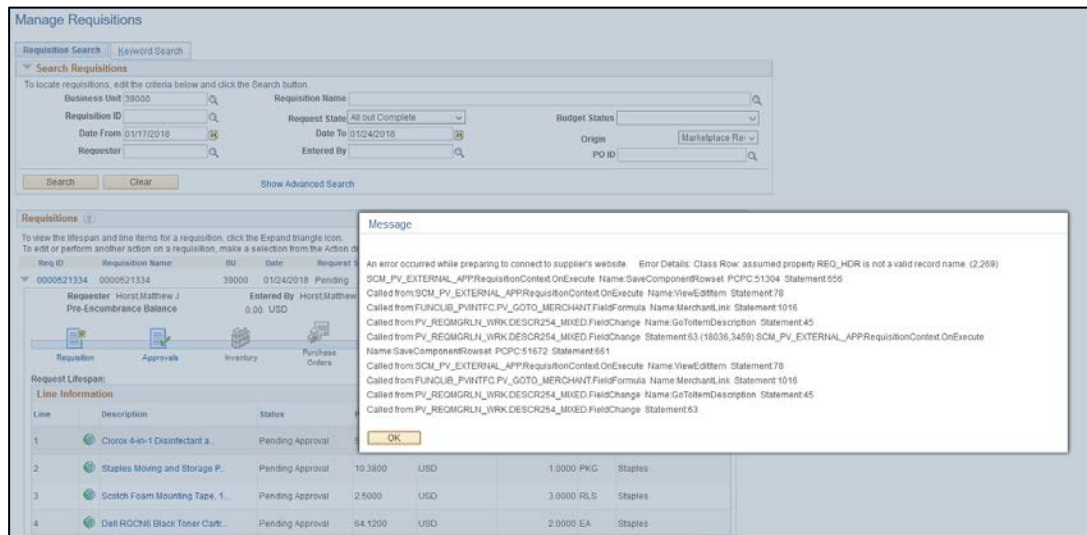 Manage Requisitions
Requisition Search Keyword Search
Search Requisitions
To locate requisitions, edit the criteria below and click the Search button.
Business Unit 39000 Requisition Name
Requisition ID Request State All but Complete Budget Status
Date From 01/17/2018 Date To 01/24/2018 Origin Marketplace Re
Requester Entered By PO ID
Search Clear Show Advanced Search
Requisitions
To view the lifespan and line items for a requisition, click the Expand triangle icon.
To edit or perform another action on a requisition, make a selection from the Action
Req ID Requisition Name BU Date Request
0000521334 0000521334 39000 01/24/2018 Pending
Requester Horst,Matthew J Entered By Horst,Matthew
Pre-Encumbrance Balance 0.00 USD
Requisition Approvals Inventory Purchase Orders
Request Lifespan:
Line Information
Line Description Status
1 Clorox 4-in-1 Disinfectant a... Pending Approval
2 Staples Moving and Storage P... Pending Approval 10.3800 USD 1.0000 PKG Staples
3 Scotch Foam Mounting Tape, 1... Pending Approval 2.5000 USD 3.0000 RLS Staples
4 Dell RGCN6 Black Toner Cartr... Pending Approval 64.1200 USD 2.0000 EA Staples
Message
An error occurred while preparing to connect to supplier's website. Error Details: Class Row: assumed property REQ_HDR is not a valid record name. (2,269)
SCM_PV_EXTERNAL_APP.RequisitionContext.OnExecute Name:SaveComponentRowset PCPC:51304 Statement:656
Called from:SCM_PV_EXTERNAL_APP.RequisitionContext.OnExecute Name:ViewEditItem Statement:78
Called from:FUNCLIB_PVINTFC.PV_GOTO_MERCHANT.FieldFormula Name:MerchantLink Statement:1016
Called from:PV_REQMGRLN_WRK.DESCR254_MIXED.FieldChange Name:GoToItemDescription Statement:45
Called from:PV_REQMGRLN_WRK.DESCR254_MIXED.FieldChange Statement:63 (18036,3459) SCM_PV_EXTERNAL_APP.RequisitionContext.OnExecute
Name:SaveComponentRowset PCPC:51672 Statement:661
Called from:SCM_PV_EXTERNAL_APP.RequisitionContext.OnExecute Name:ViewEditItem Statement:78
Called from:FUNCLIB_PVINTFC.PV_GOTO_MERCHANT.FieldFormula Name:MerchantLink Statement:1016
Called from:PV_REQMGRLN_WRK.DESCR254_MIXED.FieldChange Name:GoToItemDescription Statement:45
Called from:PV_REQMGRLN_WRK.DESCR254_MIXED.FieldChange Statement:63
OK